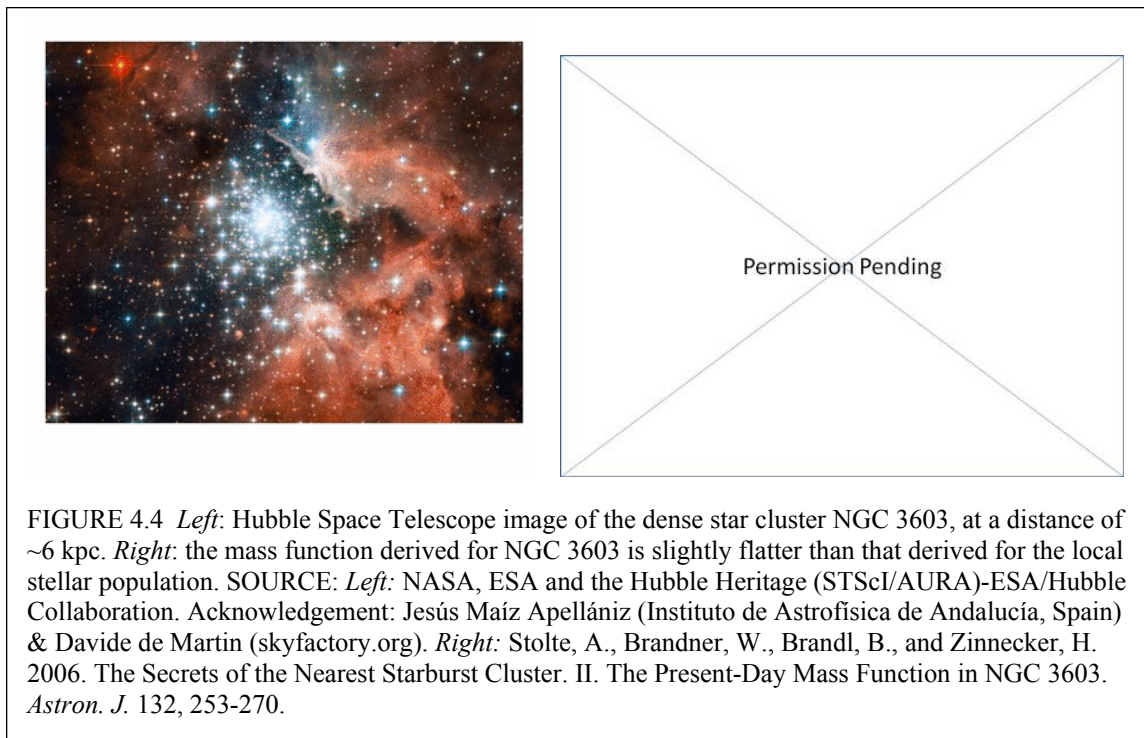 Permission Pending
FIGURE 4.4 Left: Hubble Space Telescope image of the dense star cluster NGC 3603, at a distance of
~6 kpc. Right: the mass function derived for NGC 3603 is slightly flatter than that derived for the local
stellar population. SOURCE: Left: NASA, ESA and the Hubble Heritage (STScI/AURA)-ESA/Hubble
Collaboration. Acknowledgement: Jesús Maíz Apellániz (Instituto de Astrofísica de Andalucía, Spain)
& Davide de Martin (skyfactory.org). Right: Stolte, A., Brandner, W., Brandl, B., and Zinnecker, H.
2006. The Secrets of the Nearest Starburst Cluster. II. The Present-Day Mass Function in NGC 3603.
Astron. J. 132, 253-270.